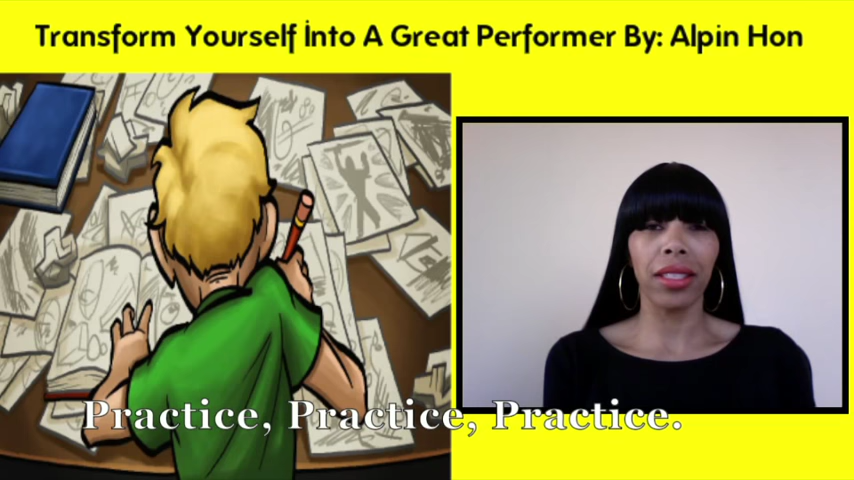 Transform Yourself İnto A Great Performer By: Alpin Hon
Practice, Practice, Practice.